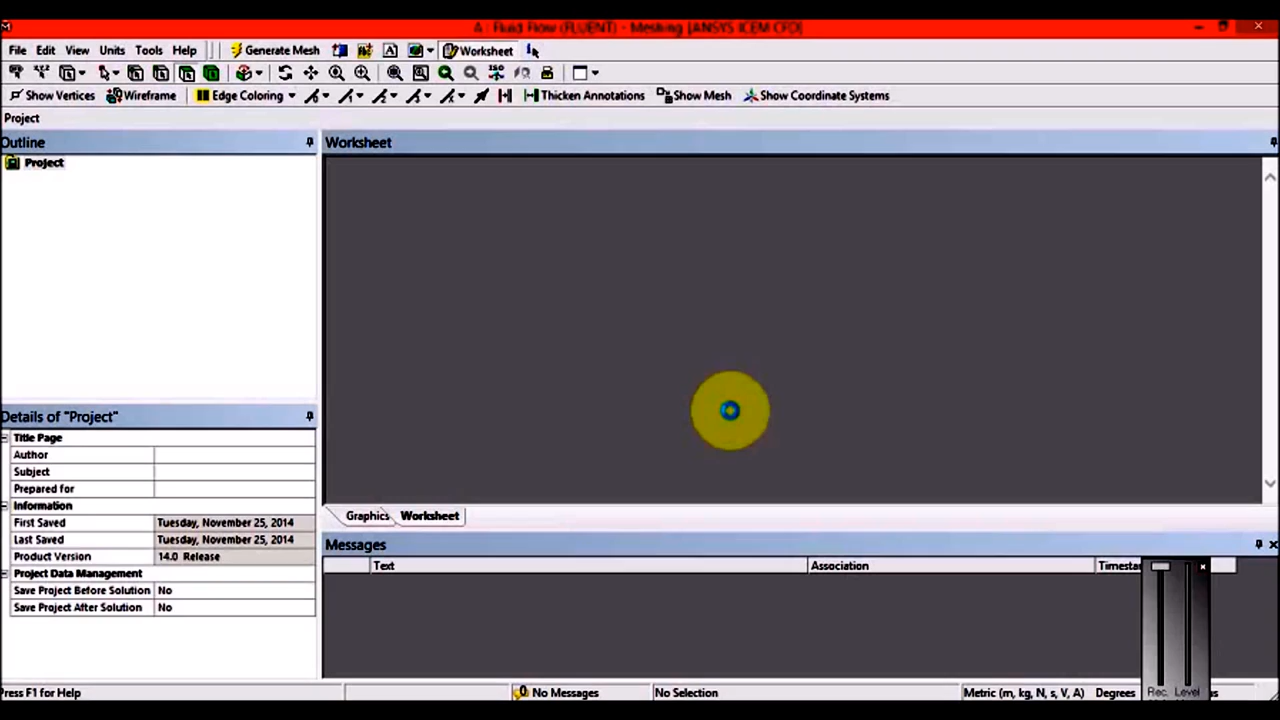 A : Fluid Flow (FLUENT) - Meshing [ANSYS ICEM CFD]
File Edit View Units Tools Help Generate Mesh A Worksheet i
ISO
Show Vertices Wireframe Edge Coloring Thicken Annotations Show Mesh Show Coordinate Systems
Project
Outline
Project
Worksheet
Details of "Project"
Title Page
Author
Subject
Prepared for
Information
First Saved Tuesday, November 25, 2014
Last Saved Tuesday, November 25, 2014
Product Version 14.0 Release
Project Data Management
Save Project Before Solution No
Save Project After Solution No
Graphics Worksheet
Messages
Text Association Timesta
Rec. Level
Press F1 for Help No Messages No Selection Metric (m, kg, N, s, V, A) Degrees